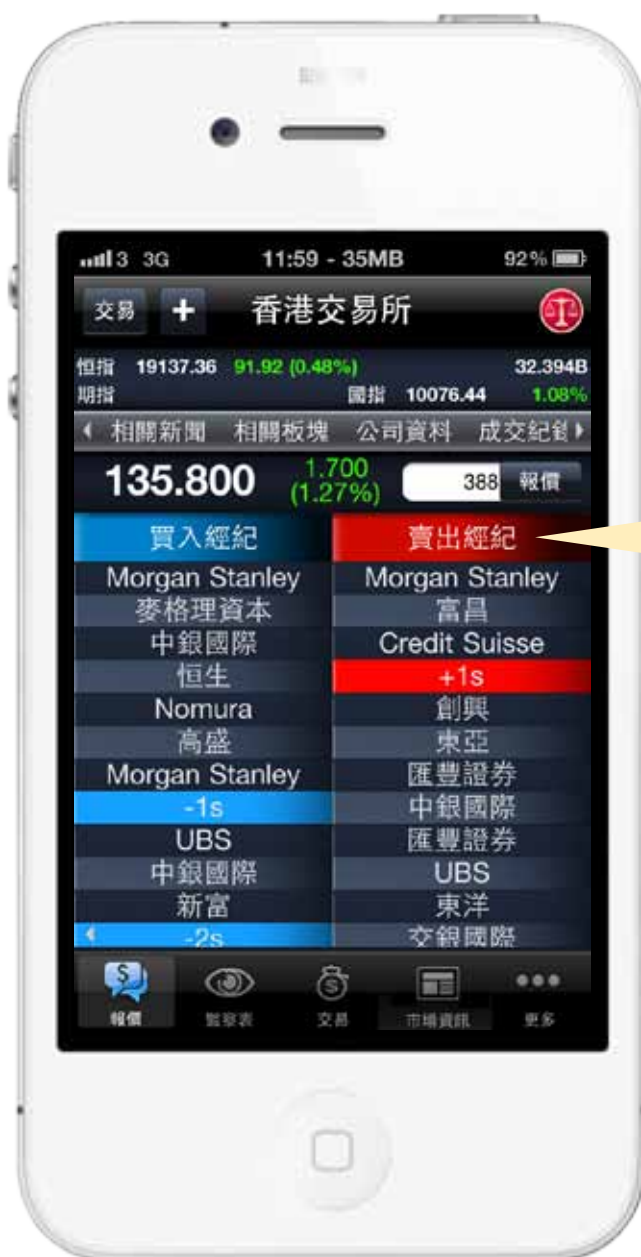 3 3G 11:59 - 35MB 92%
交易 + 香港交易所
恒指 19137.36 91.92 (0.48%) 32.394B
期指 國指 10076.44 1.08%
相關新聞 相關板塊 公司資料 成交紀錄
135.800 1.700 (1.27%) 388 報價
買入經紀 賣出經紀
Morgan Stanley Morgan Stanley
麥格理資本 富昌
中銀國際 Credit Suisse
恒生 +1s
Nomura 創興
高盛 東亞
Morgan Stanley 匯豐證券
-1s 中銀國際
UBS 匯豐證券
中銀國際 UBS
新富 東洋
-2s 交銀國際
報價 監察表 交易 市場資訊 更多